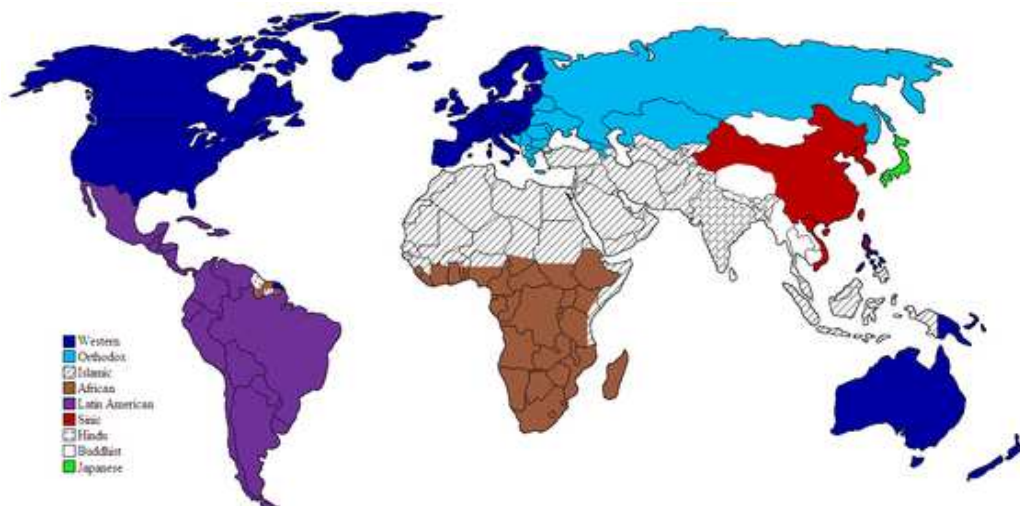 Western
Orthodox
Islamic
African
Latin American
Sinic
Hindu
Buddhist
Japanese